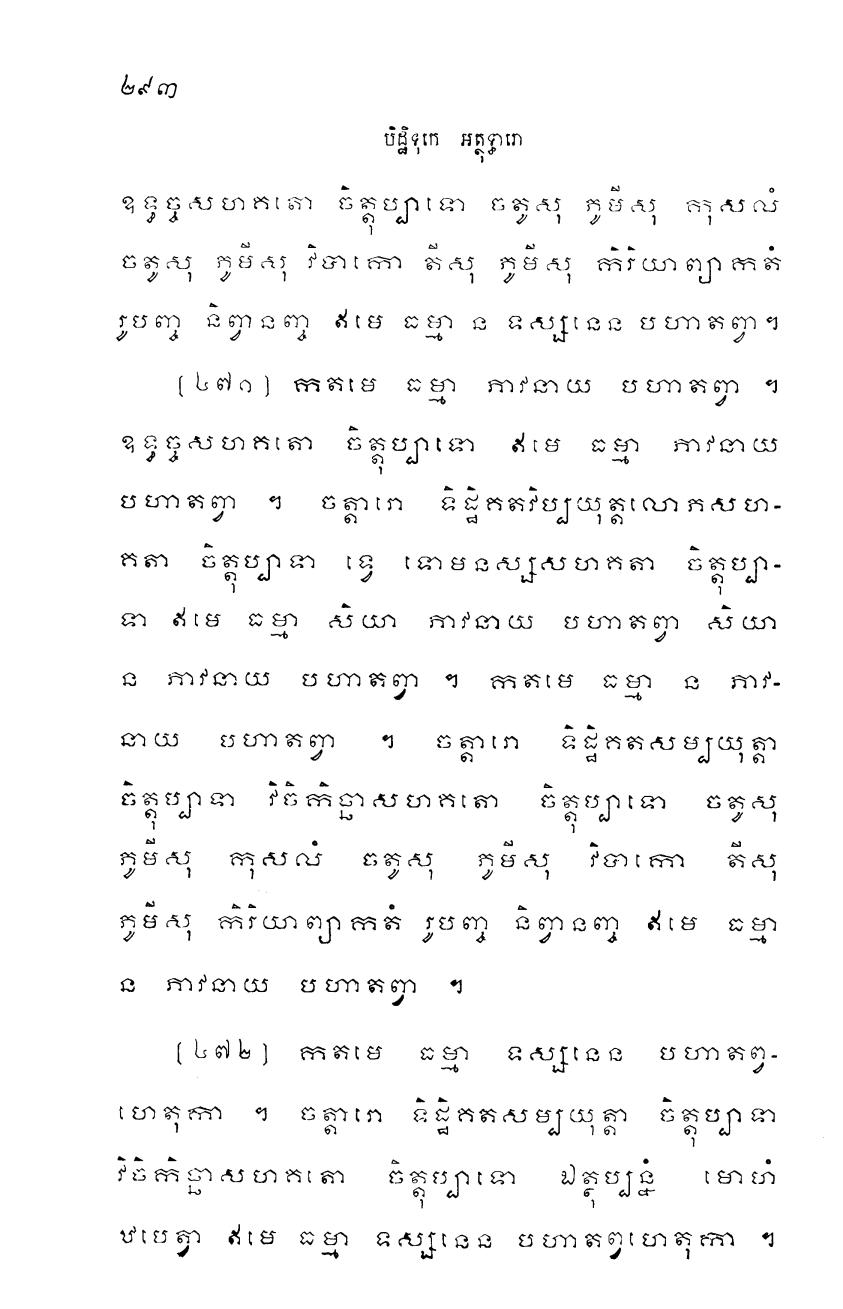 ២៩៣
បិដ្ឋិទុកេ អត្ថុទ្ធារោ
ឧទ្ធច្ចសហគតោ ចិត្តុប្បាទោ ចតូសុ ភូមីសុ កុសលំ
ចតូសុ ភូមីសុ វិបាកោ តីសុ ភូមីសុ កិរិយាព្យាកតំ
រូបញ្ច និព្វានញ្ច ឥមេ ធម្មា ន ទស្សនេន បហាតព្វា។
[៤៧១] កតមេ ធម្មា ភាវនាយ បហាតព្វា ។
ឧទ្ធច្ចសហគតោ ចិត្តុប្បាទោ ឥមេ ធម្មា ភាវនាយ
បហាតព្វា ។ ចត្តារោ ទិដ្ឋិគតវិប្បយុត្តលោភសហ-
គតា ចិត្តុប្បាទា ទ្វេ ទោមនស្សសហគតា ចិត្តុប្បា-
ទា ឥមេ ធម្មា សិយា ភាវនាយ បហាតព្វា សិយា
ន ភាវនាយ បហាតព្វា ។ កតមេ ធម្មា ន ភាវ-
នាយ បហាតព្វា ។ ចត្តារោ ទិដ្ឋិគតសម្បយុត្តា
ចិត្តុប្បាទា វិចិកិច្ឆាសហគតោ ចិត្តុប្បាទោ ចតូសុ
ភូមីសុ កុសលំ ចតូសុ ភូមីសុ វិបាកោ តីសុ
ភូមីសុ កិរិយាព្យាកតំ រូបញ្ច និព្វានញ្ច ឥមេ ធម្មា
ន ភាវនាយ បហាតព្វា ។
[៤៧២] កតមេ ធម្មា ទស្សនេន បហាតព្វ-
ហេតុកា ។ ចត្តារោ ទិដ្ឋិគតសម្បយុត្តា ចិត្តុប្បាទា
វិចិកិច្ឆាសហគតោ ចិត្តុប្បាទោ ឯត្ថុប្បន្នំ មោហំ
ឋបេត្វា ឥមេ ធម្មា ទស្សនេន បហាតព្វហេតុកា ។